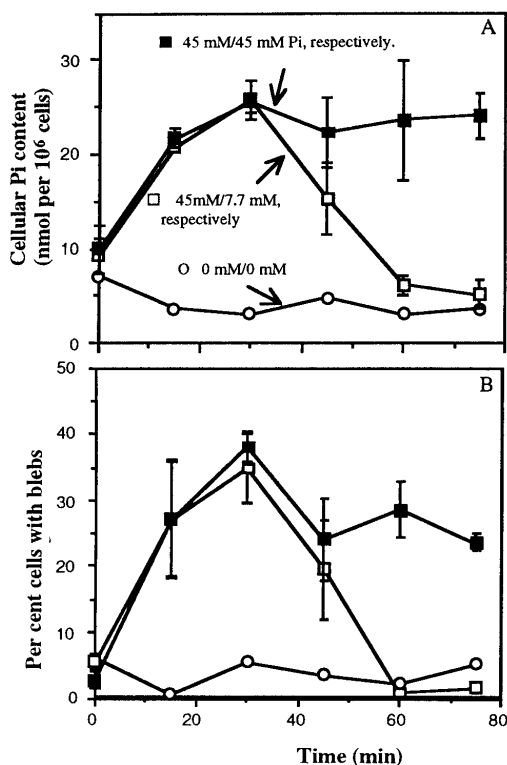 A
■ 45 mM/45 mM Pi, respectively.
30
20
10
0
Cellular Pi content
(nmol per 10⁶ cells)
□ 45mM/7.7 mM,
respectively
O 0 mM/0 mM
B
50
40
30
20
10
0
Per cent cells with blebs
0 20 40 60 80
Time (min)